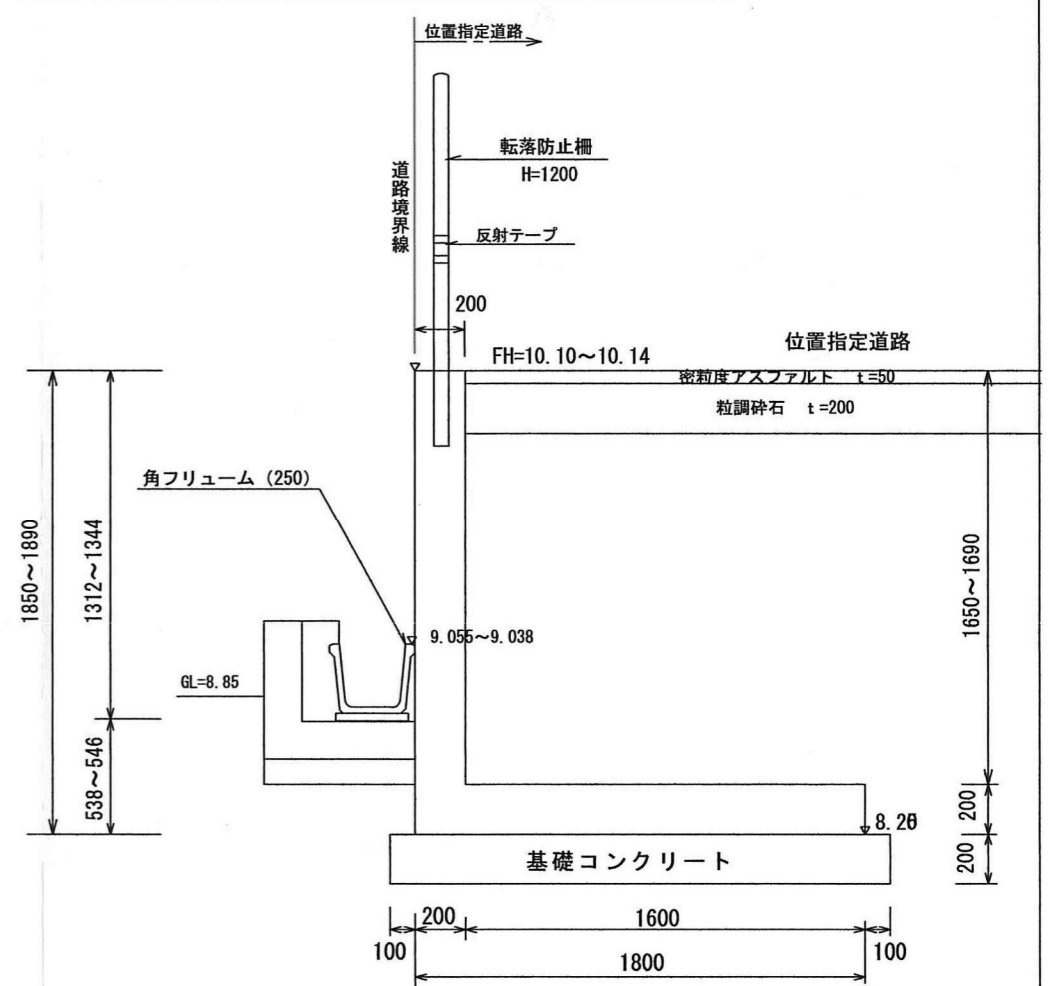 位置指定道路
転落防止柵
H=1200
道路境界線
反射テープ
200
位置指定道路
FH=10.10～10.14
密粒度アスファルト t=50
粒調砕石 t=200
角フリューム (250)
1850～1890
1312～1344
1650～1690
9.055～9.038
GL=8.85
538～546
200
基礎コンクリート
200
200
1600
100
100
1800